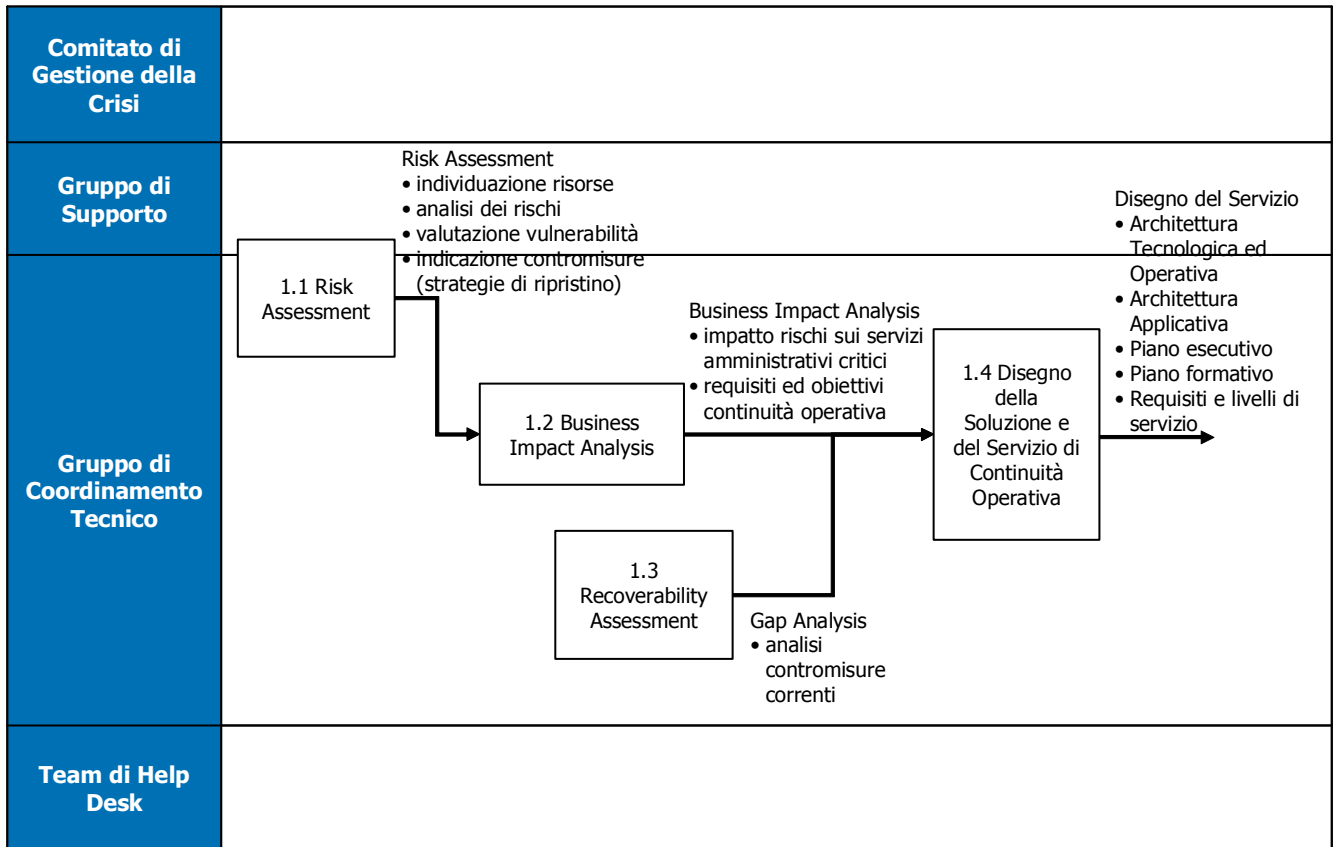 Comitato di
Gestione della
Crisi
Gruppo di
Supporto
Risk Assessment
• individuazione risorse
• analisi dei rischi
• valutazione vulnerabilità
• indicazione contromisure
(strategie di ripristino)
Disegno del Servizio
• Architettura
Tecnologica ed
Operativa
• Architettura
Applicativa
• Piano esecutivo
• Piano formativo
• Requisiti e livelli di
servizio
Gruppo di
Coordinamento
Tecnico
1.1 Risk
Assessment
Business Impact Analysis
• impatto rischi sui servizi
amministrativi critici
• requisiti ed obiettivi
continuità operativa
1.2 Business
Impact Analysis
1.4 Disegno
della
Soluzione e
del Servizio di
Continuità
Operativa
1.3
Recoverability
Assessment
Gap Analysis
• analisi
contromisure
correnti
Team di Help
Desk